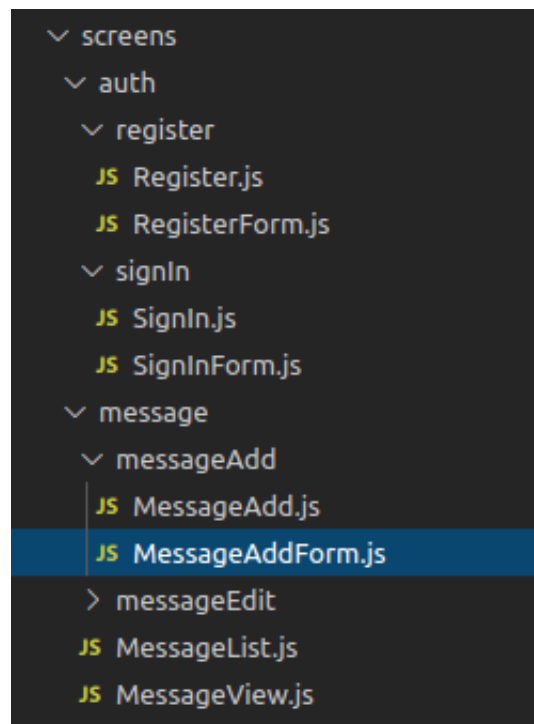 screens
auth
register
JS Register.js
JS RegisterForm.js
signIn
JS SignIn.js
JS SignInForm.js
message
messageAdd
JS MessageAdd.js
JS MessageAddForm.js
messageEdit
JS MessageList.js
JS MessageView.js